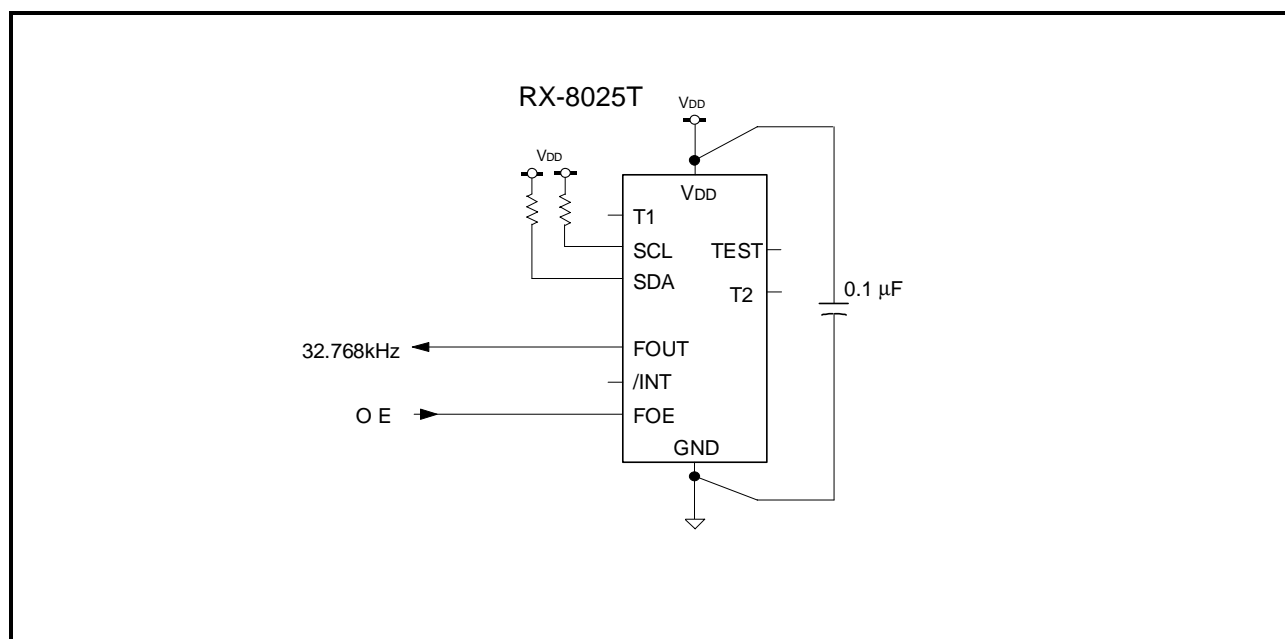 RX-8025T
VDD
VDD
VDD
T1
SCL
TEST
SDA
T2
0.1 μF
32.768kHz
FOUT
/INT
O E
FOE
GND